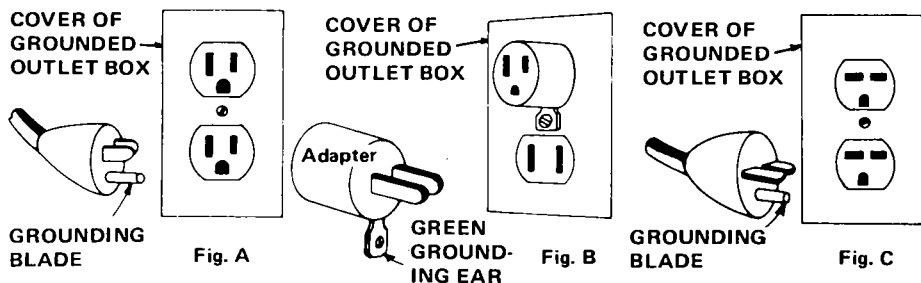 COVER OF
GROUNDED
OUTLET BOX
GROUNDING
BLADE
Fig. A
COVER OF
GROUNDED
OUTLET BOX
Adapter
GREEN
GROUND-
ING EAR
Fig. B
COVER OF
GROUNDED
OUTLET BOX
GROUNDING
BLADE
Fig. C